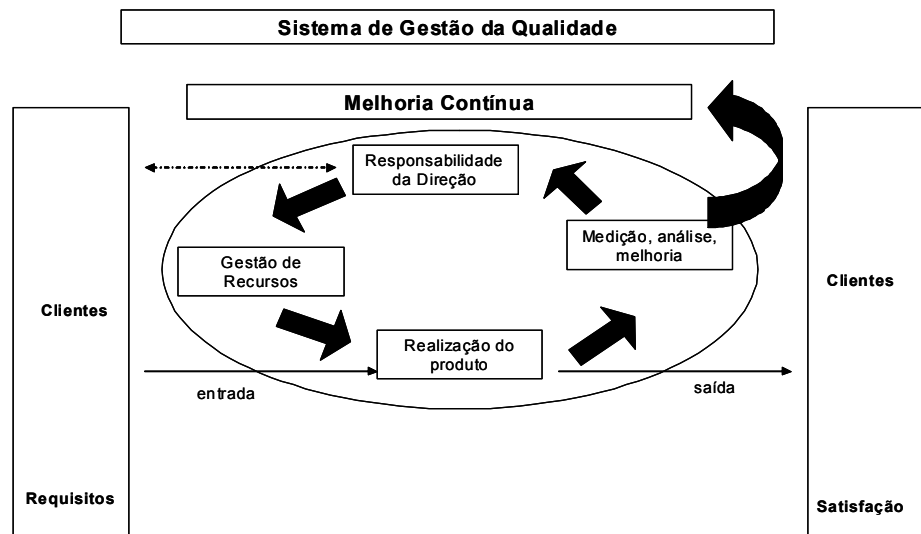 Sistema de Gestão da Qualidade
Melhoria Contínua
Responsabilidade
da Direção
Medição, análise,
melhoria
Gestão de
Recursos
Clientes
Clientes
Realização do
produto
entrada
saída
Requisitos
Satisfação